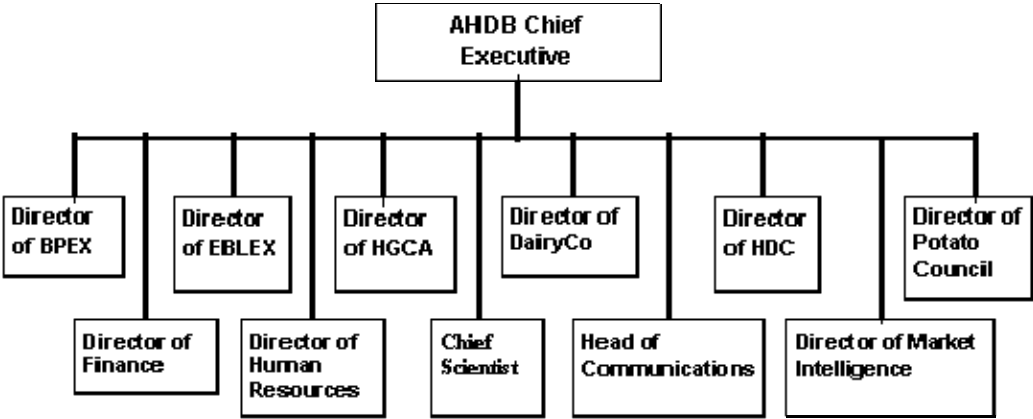 AHDB Chief
Executive
Director
of BPEX
Director
of EBLEX
Director
of HGCA
Director of
DairyCo
Director
of HDC
Director of
Potato
Council
Director of
Finance
Director of
Human
Resources
Chief
Scientist
Head of
Communications
Director of Market
Intelligence